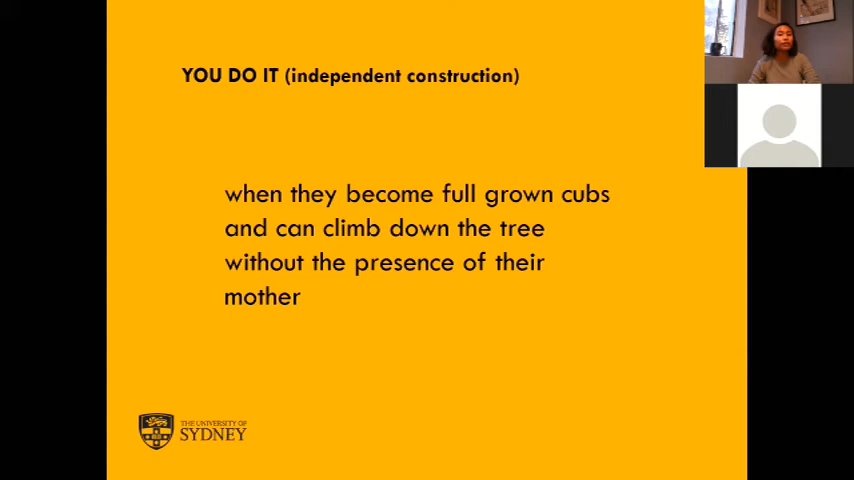 YOU DO IT (independent construction)
when they become full grown cubs
and can climb down the tree
without the presence of their
mother
THE UNIVERSITY OF
SYDNEY